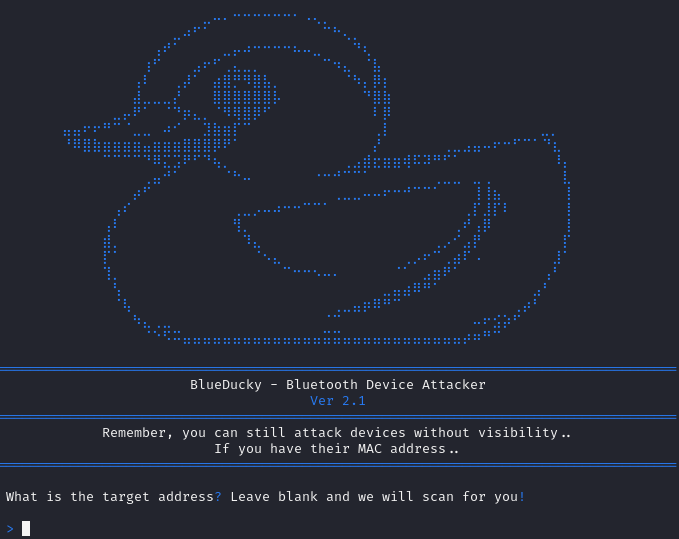 BlueDucky - Bluetooth Device Attacker
Ver 2.1
Remember, you can still attack devices without visibility..
If you have their MAC address..
What is the target address? Leave blank and we will scan for you!
>